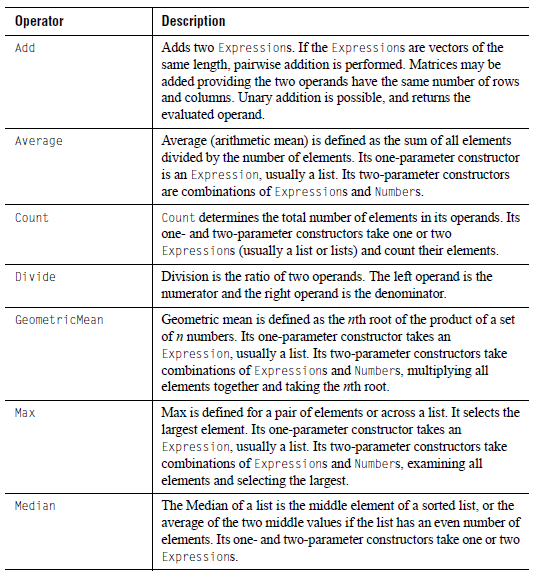 Operator Description
Add Adds two Expressions. If the Expressions are vectors of the
same length, pairwise addition is performed. Matrices may be
added providing the two operands have the same number of rows
and columns. Unary addition is possible, and returns the
evaluated operand.
Average Average (arithmetic mean) is defined as the sum of all elements
divided by the number of elements. Its one-parameter constructor
is an Expression, usually a list. Its two-parameter constructors
are combinations of Expressions and Numbers.
Count Count determines the total number of elements in its operands. Its
one- and two-parameter constructors take one or two
Expressions (usually a list or lists) and count their elements.
Divide Division is the ratio of two operands. The left operand is the
numerator and the right operand is the denominator.
GeometricMean Geometric mean is defined as the nth root of the product of a set
of n numbers. Its one-parameter constructor takes an
Expression, usually a list. Its two-parameter constructors take
combinations of Expressions and Numbers, multiplying all
elements together and taking the nth root.
Max Max is defined for a pair of elements or across a list. It selects the
largest element. Its one-parameter constructor takes an
Expression, usually a list. Its two-parameter constructors take
combinations of Expressions and Numbers, examining all
elements and selecting the largest.
Median The Median of a list is the middle element of a sorted list, or the
average of the two middle values if the list has an even number of
elements. Its one- and two-parameter constructors take one or two
Expressions.